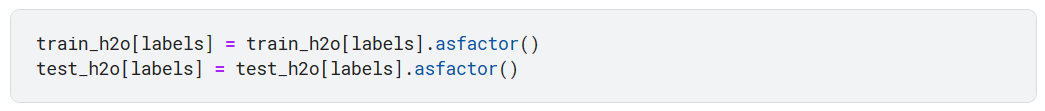 train_h2o[labels] = train_h2o[labels].asfactor()
test_h2o[labels] = test_h2o[labels].asfactor()